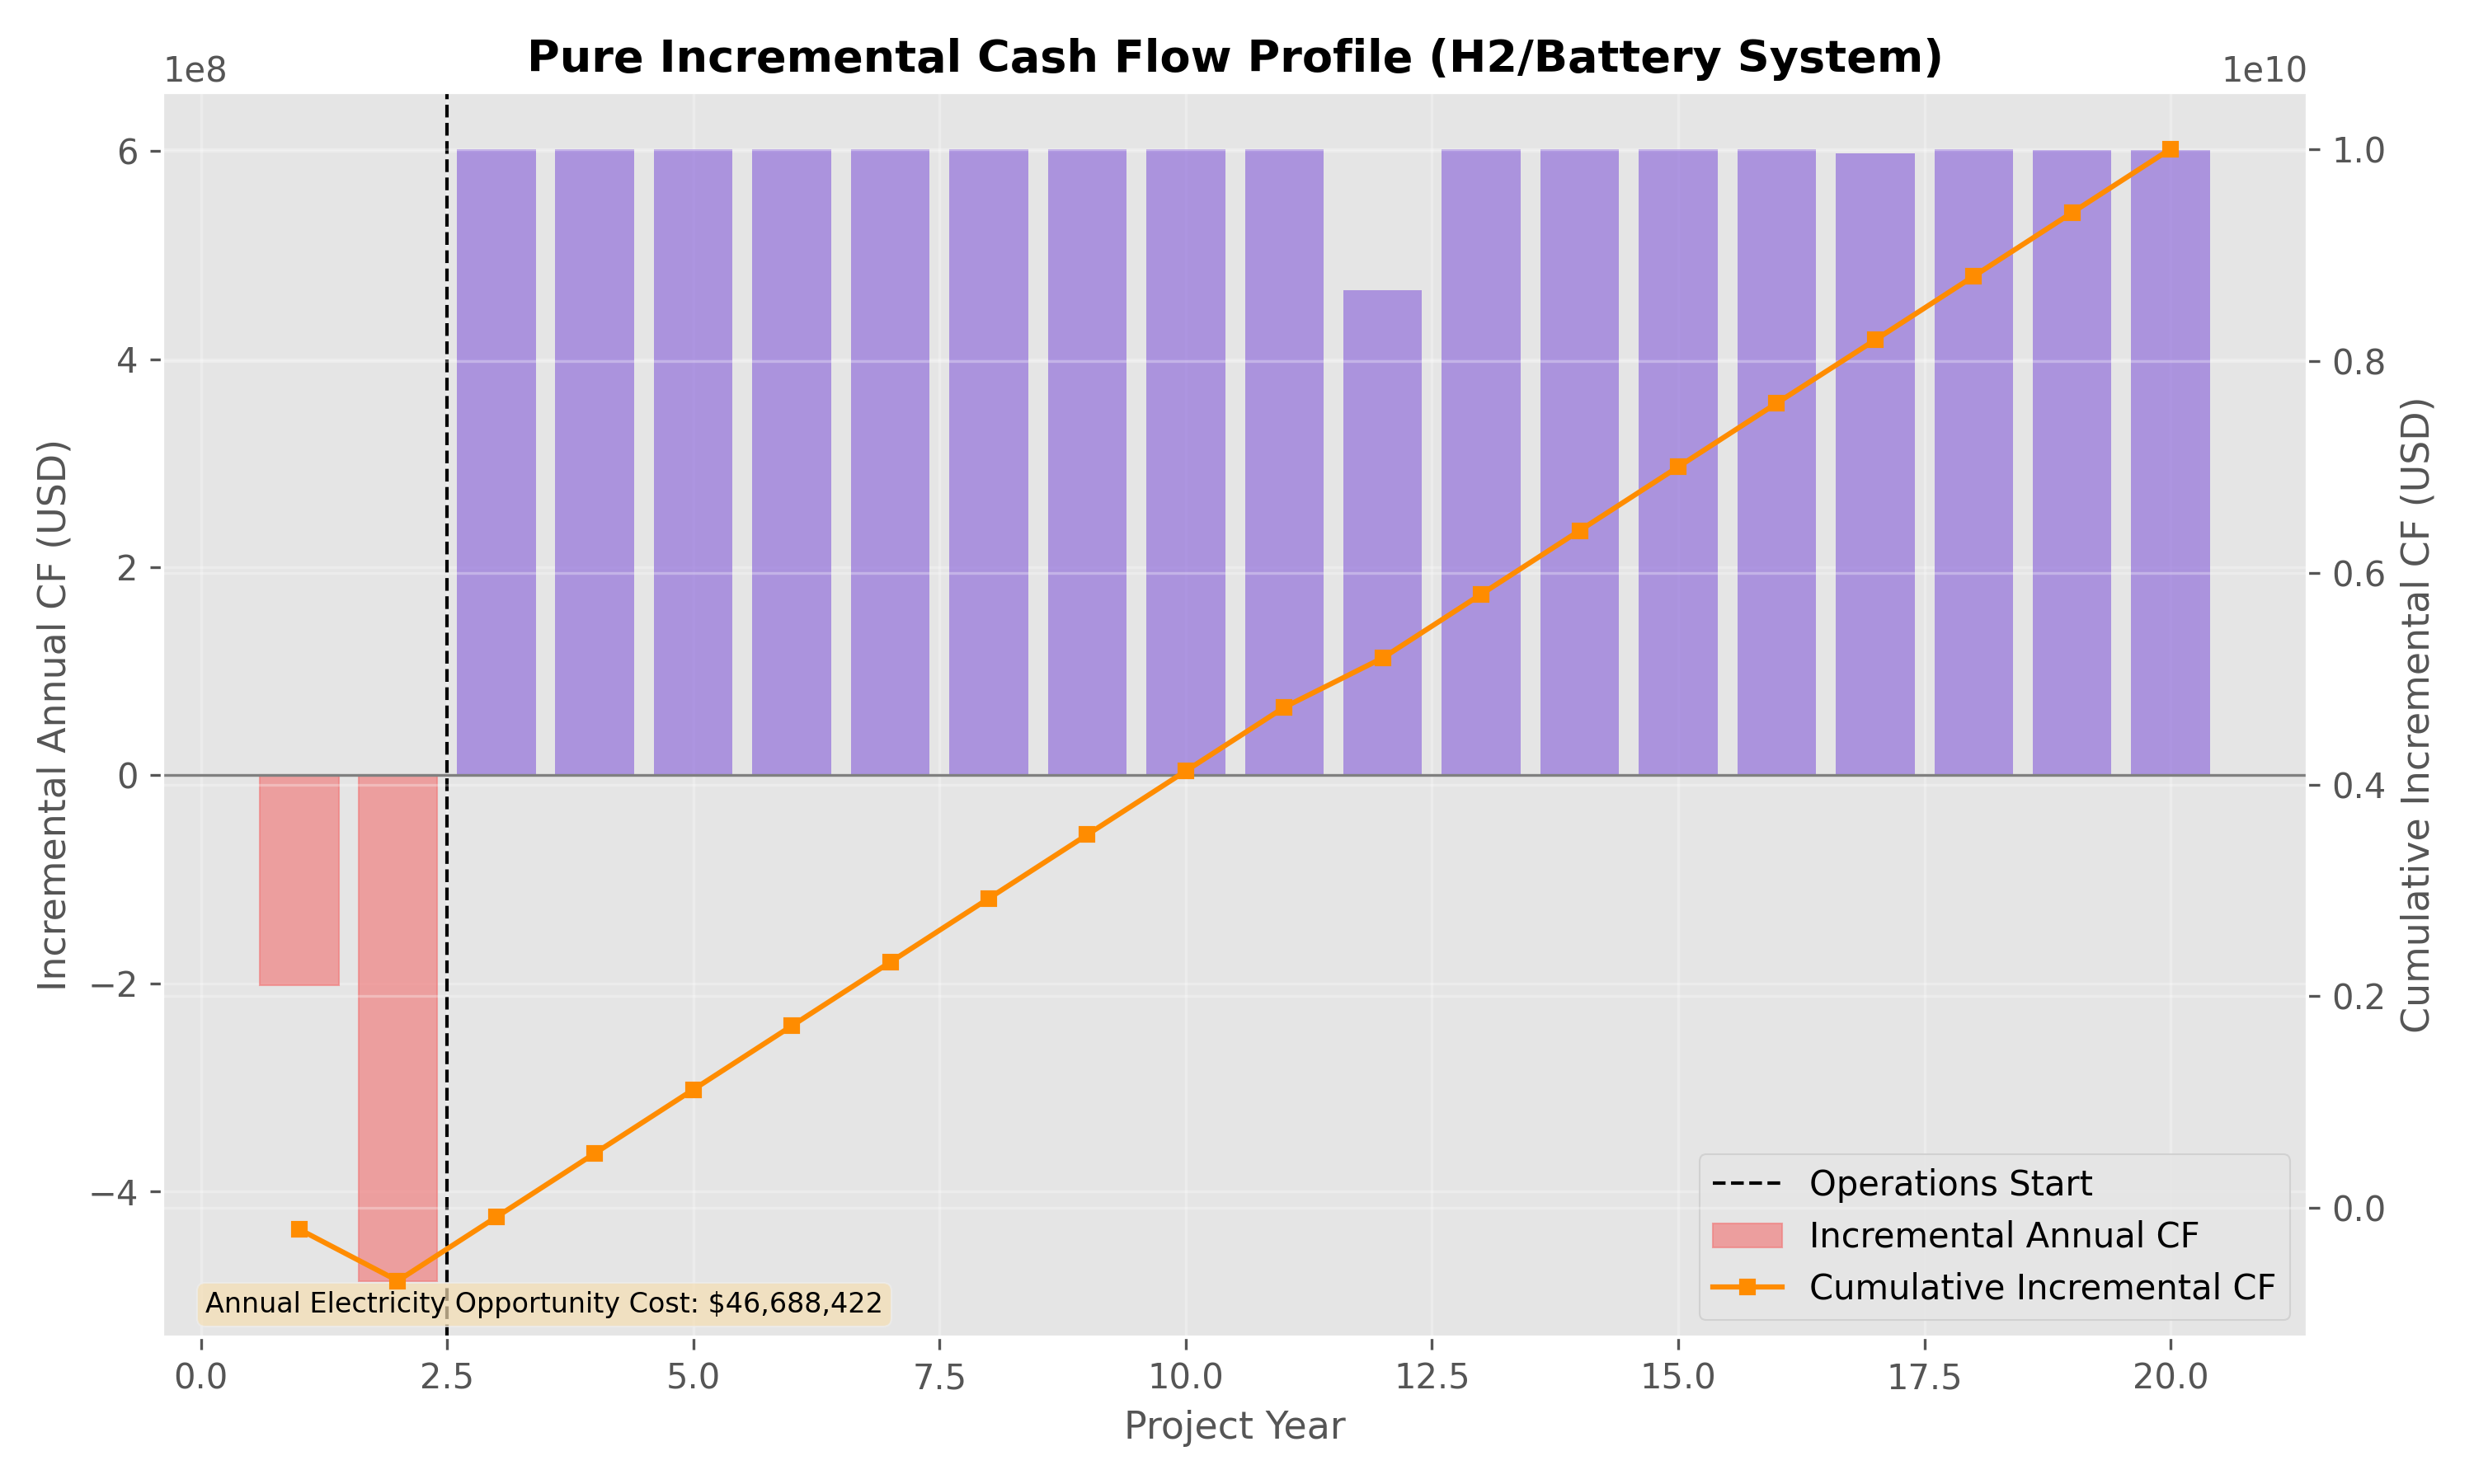 Pure Incremental Cash Flow Profile (H2/Battery System)
1e8
1e10
6
4
2
0
−2
−4
Incremental Annual CF (USD)
1.0
0.8
0.6
0.4
0.2
0.0
Cumulative Incremental CF (USD)
Annual Electricity Opportunity Cost: $46,688,422
Operations Start
Incremental Annual CF
Cumulative Incremental CF
0.0 2.5 5.0 7.5 10.0 12.5 15.0 17.5 20.0
Project Year